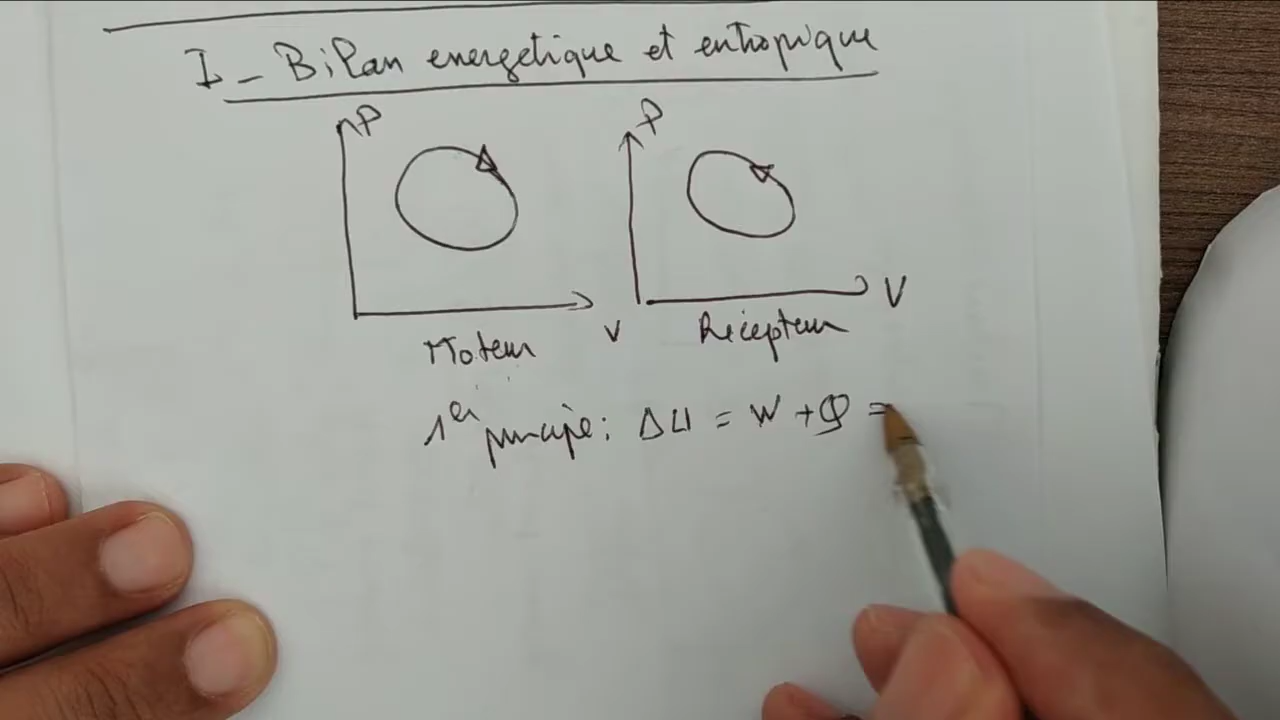 I - Bilan energetique et entropique
P P
V
V
Moteur Récepteur
1er principe: ΔU = W + Q =